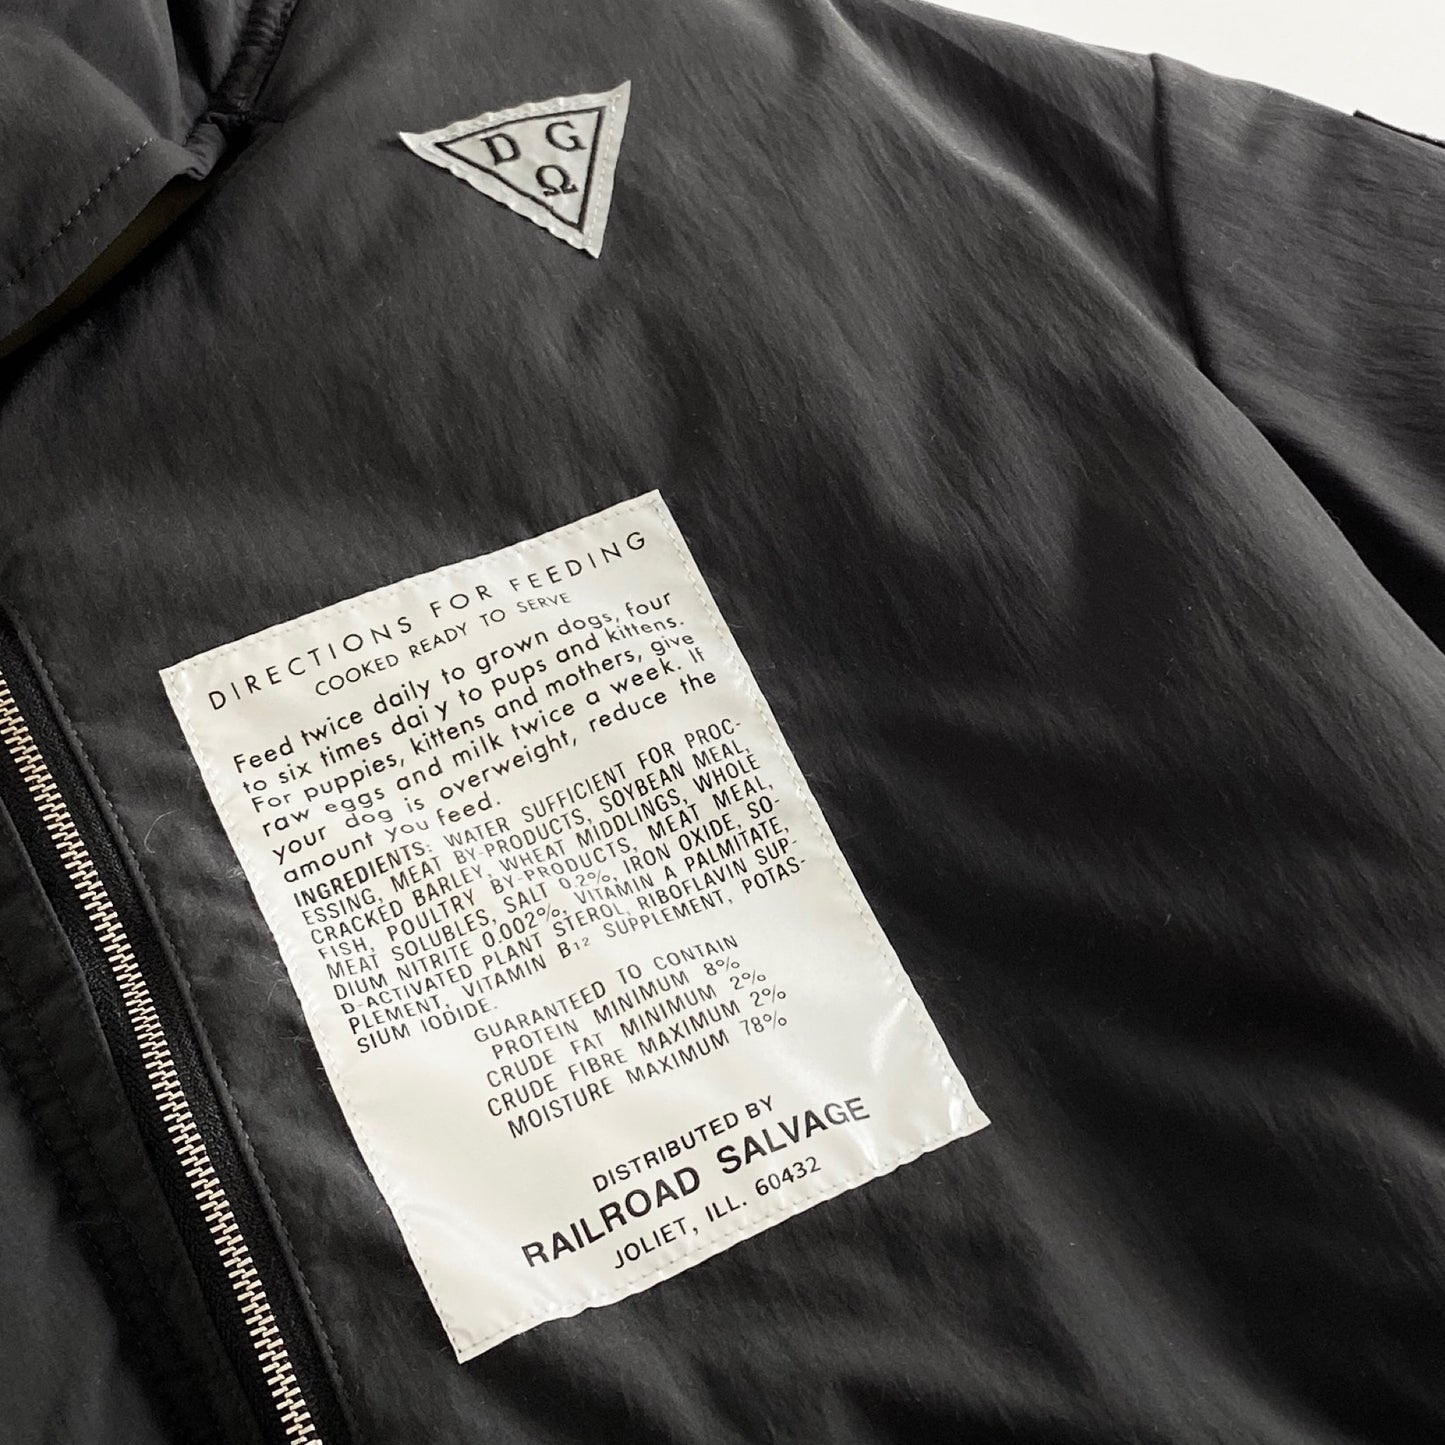 D G
Ω
DIRECTIONS FOR FEEDING
COOKED READY TO SERVE
Feed twice daily to grown dogs, four
to six times dai y to pups and kittens.
For puppies, kittens and mothers, give
raw eggs and milk twice a week. If
your dog is overweight, reduce the
amount you feed.
INGREDIENTS: WATER SUFFICIENT FOR PROC-
ESSING, MEAT BY-PRODUCTS, SOYBEAN MEAL,
CRACKED BARLEY, WHEAT MIDDLINGS, WHOLE
FISH, POULTRY BY-PRODUCTS, MEAT MEAL,
MEAT SOLUBLES, SALT 0.2%, IRON OXIDE, SO-
DIUM NITRITE 0.002%, VITAMIN A PALMITATE,
D-ACTIVATED PLANT STEROL, RIBOFLAVIN SUP-
PLEMENT, VITAMIN B₁₂ SUPPLEMENT, POTAS-
SIUM IODIDE.
GUARANTEED TO CONTAIN
PROTEIN MINIMUM 8%
CRUDE FAT MINIMUM 2%
CRUDE FIBRE MAXIMUM 2%
MOISTURE MAXIMUM 78%
DISTRIBUTED BY
RAILROAD SALVAGE
JOLIET, ILL. 60432